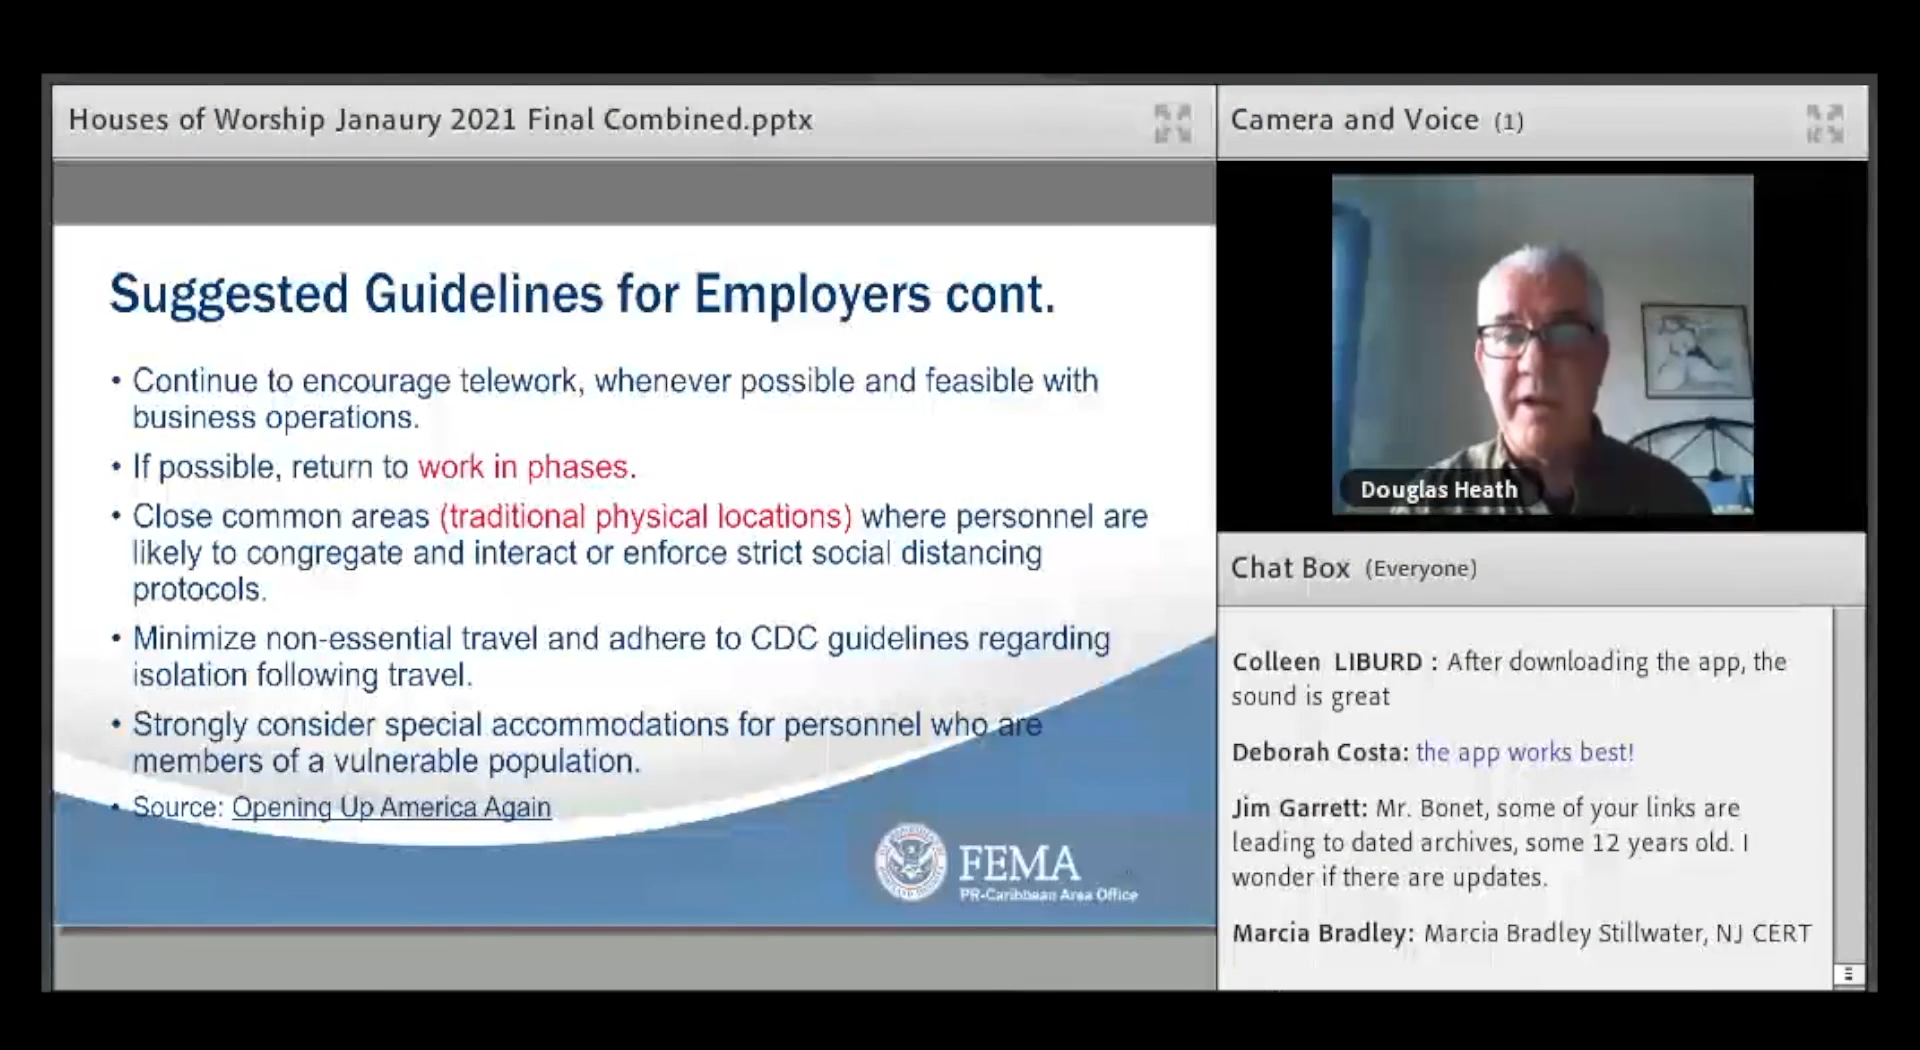 Houses of Worship Janaury 2021 Final Combined.pptx
Suggested Guidelines for Employers cont.
• Continue to encourage telework, whenever possible and feasible with
business operations.
• If possible, return to work in phases.
• Close common areas (traditional physical locations) where personnel are
likely to congregate and interact or enforce strict social distancing
protocols.
• Minimize non-essential travel and adhere to CDC guidelines regarding
isolation following travel.
• Strongly consider special accommodations for personnel who are
members of a vulnerable population.
• Source: Opening Up America Again
FEMA
PR-Caribbean Area Office
Camera and Voice (1)
Douglas Heath
Chat Box (Everyone)
Colleen LIBURD : After downloading the app, the
sound is great
Deborah Costa: the app works best!
Jim Garrett: Mr. Bonet, some of your links are
leading to dated archives, some 12 years old. I
wonder if there are updates.
Marcia Bradley: Marcia Bradley Stillwater, NJ CERT